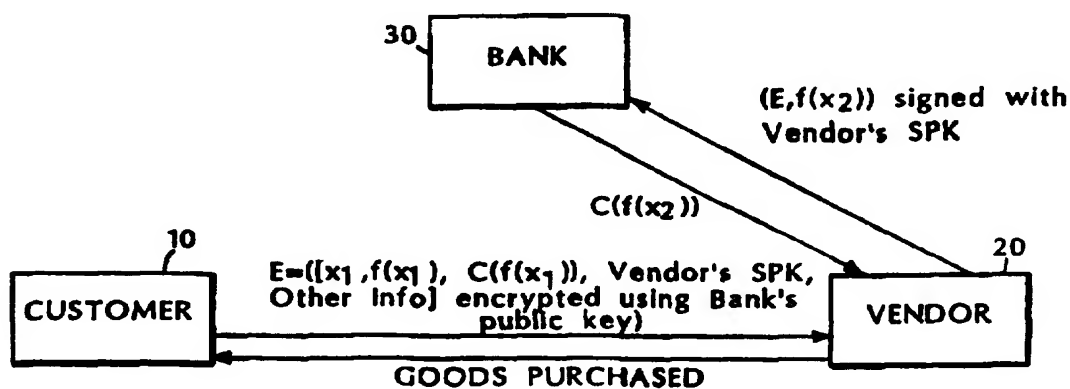 30
BANK
(E,f(x₂)) signed with
Vendor's SPK
C(f(x₂))
10
20
E=([x₁,f(x₁), C(f(x₁)), Vendor's SPK,
Other Info] encrypted using Bank's
public key)
CUSTOMER
VENDOR
GOODS PURCHASED